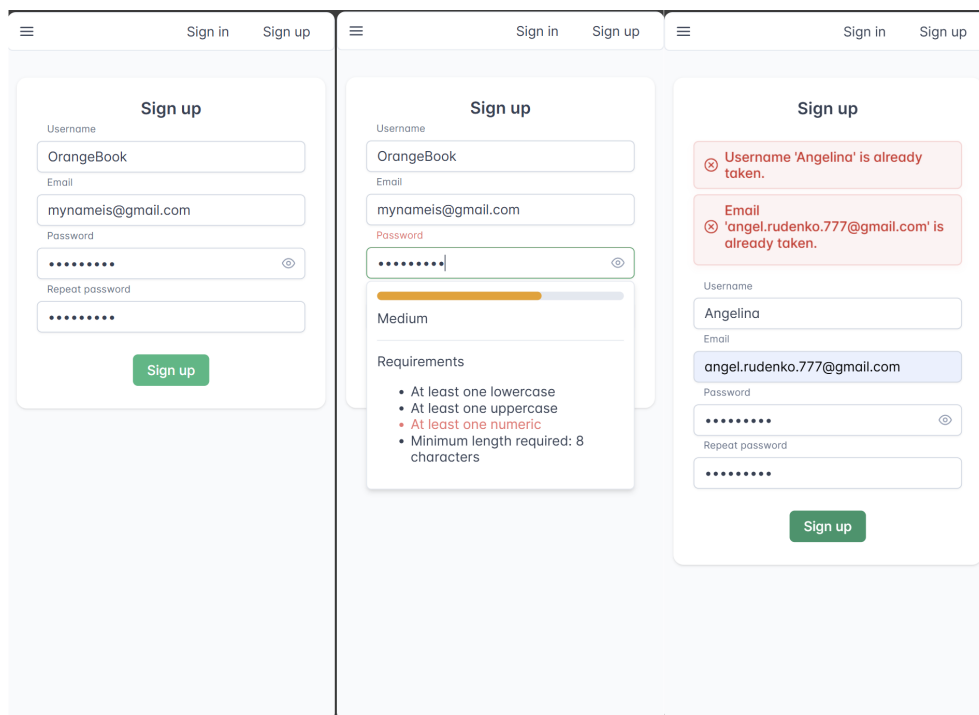 Sign in Sign up
Sign up
Username
OrangeBook
Email
mynameis@gmail.com
Password
•••••••••
Repeat password
•••••••••
Sign up
Sign in Sign up
Sign up
Username
OrangeBook
Email
mynameis@gmail.com
Password
•••••••••
Medium
Requirements
• At least one lowercase
• At least one uppercase
• At least one numeric
• Minimum length required: 8
characters
Sign in Sign up
Sign up
Username 'Angelina' is already
taken.
Email
'angel.rudenko.777@gmail.com' is
already taken.
Username
Angelina
Email
angel.rudenko.777@gmail.com
Password
•••••••••
Repeat password
•••••••••
Sign up